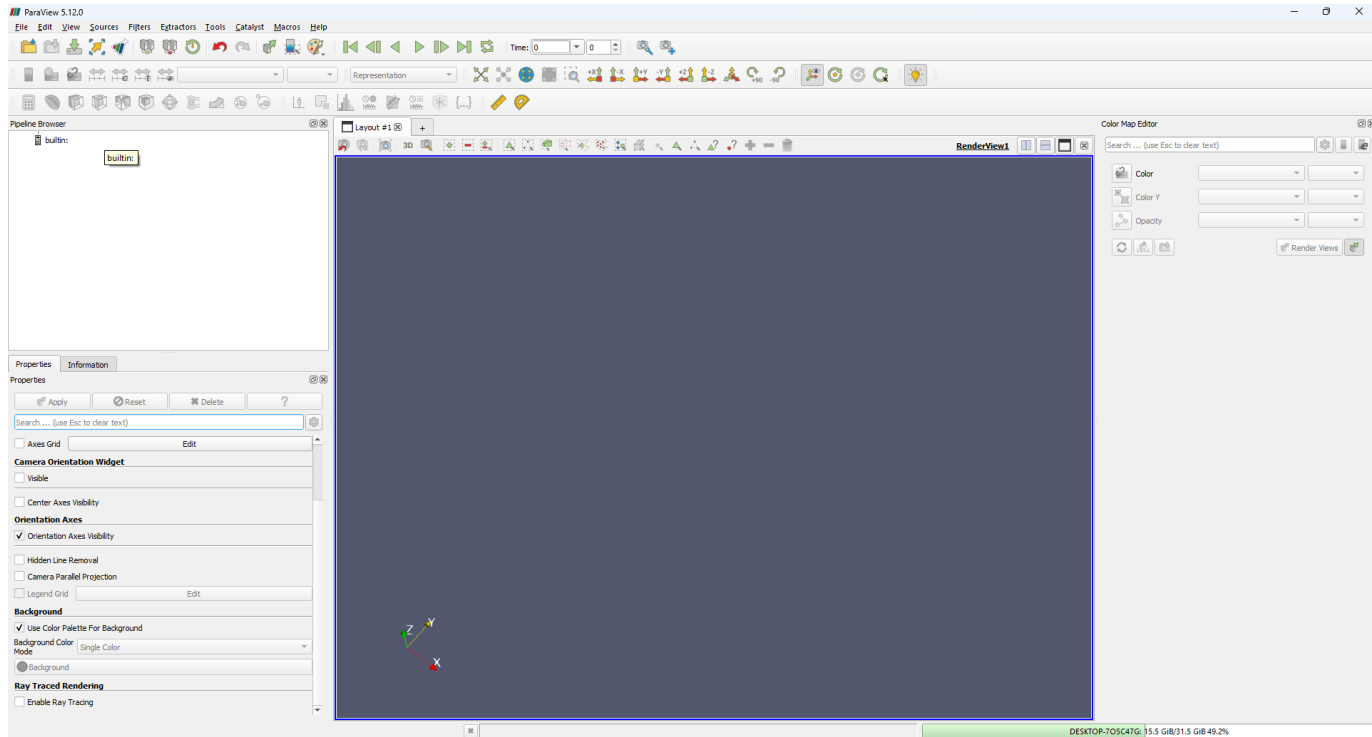 ParaView 5.12.0
File Edit View Sources Filters Extractors Tools Catalyst Macros Help
Time: 0 0
Representation +X -X +Y -Y +Z -Z +90 -90
Pipeline Browser
builtin:
builtin:
Layout #1 +
3D RenderView1
Color Map Editor
Search ... (use Esc to clear text)
Color
Color Y
Opacity
Render Views
Properties Information
Properties
Apply Reset Delete ?
Search ... (use Esc to clear text)
Axes Grid Edit
Camera Orientation Widget
Visible
Center Axes Visibility
Orientation Axes
Orientation Axes Visibility
Hidden Line Removal
Camera Parallel Projection
Legend Grid Edit
Background
Use Color Palette For Background
Background Color Mode Single Color
Background
Ray Traced Rendering
Enable Ray Tracing
Z Y
X
DESKTOP-7O5C47G: 15.5 GiB/31.5 GiB 49.2%